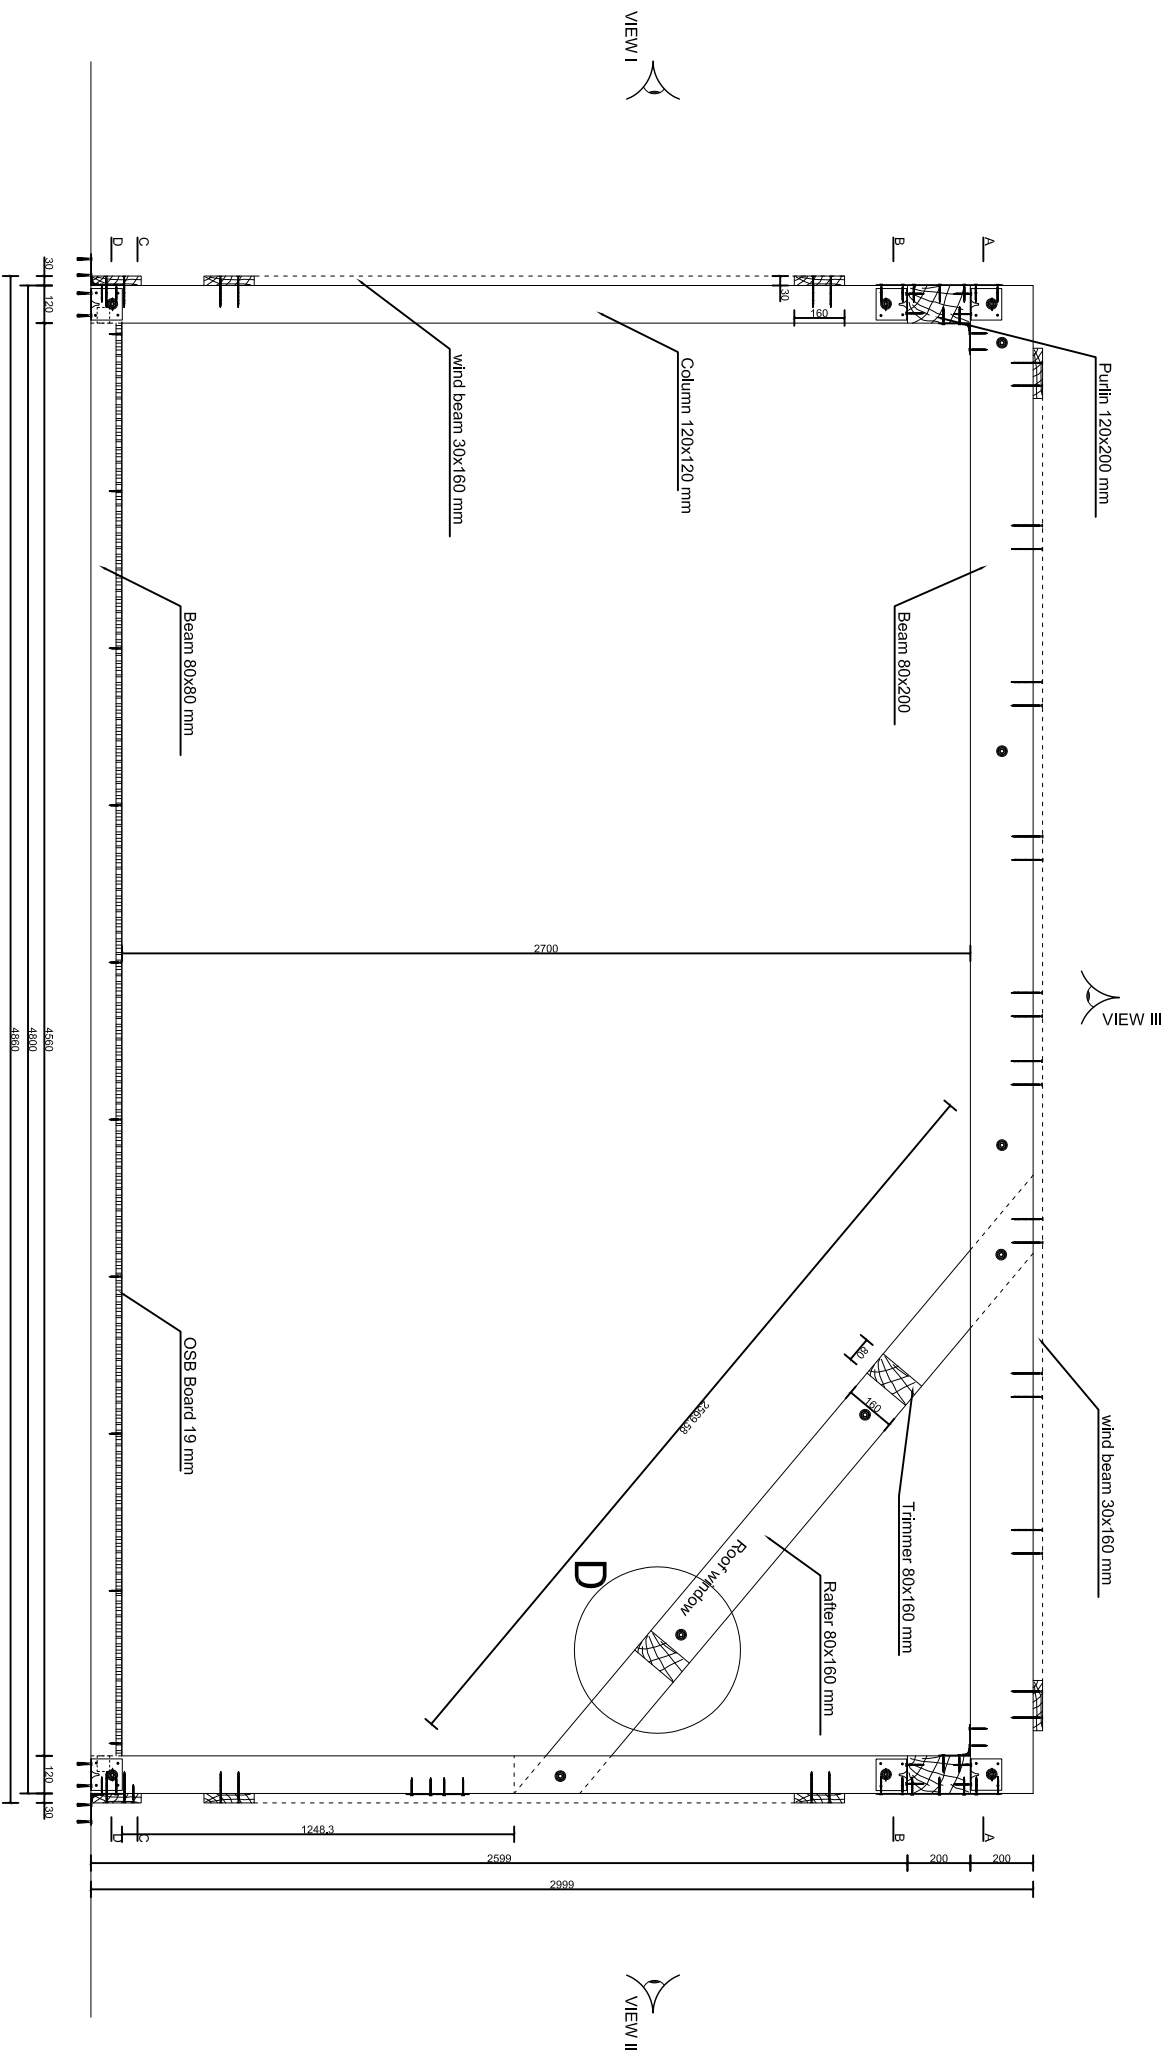 VIEW III
wind beam 30x160 mm
Purlin 120x200 mm
A
A
200
Beam 80x200
200
B
B
Trimmer 80x160 mm
80
160
30
160
Rafter 80x160 mm
Roof window
VIEW I
VIEW II
Column 120x120 mm
D
2700
2569.58
2999
2599
wind beam 30x160 mm
1248.3
Beam 80x80 mm
OSB Board 19 mm
C
C
D
D
30
120
4560
120
30
4800
4860